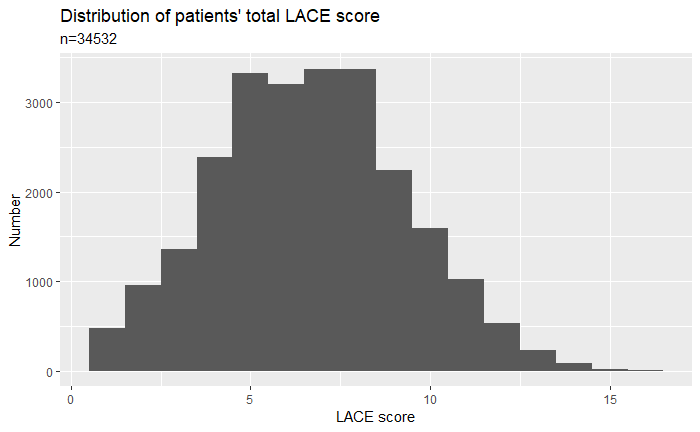 Distribution of patients' total LACE score
n=34532
3000
2000
1000
0
Number
0 5 10 15
LACE score